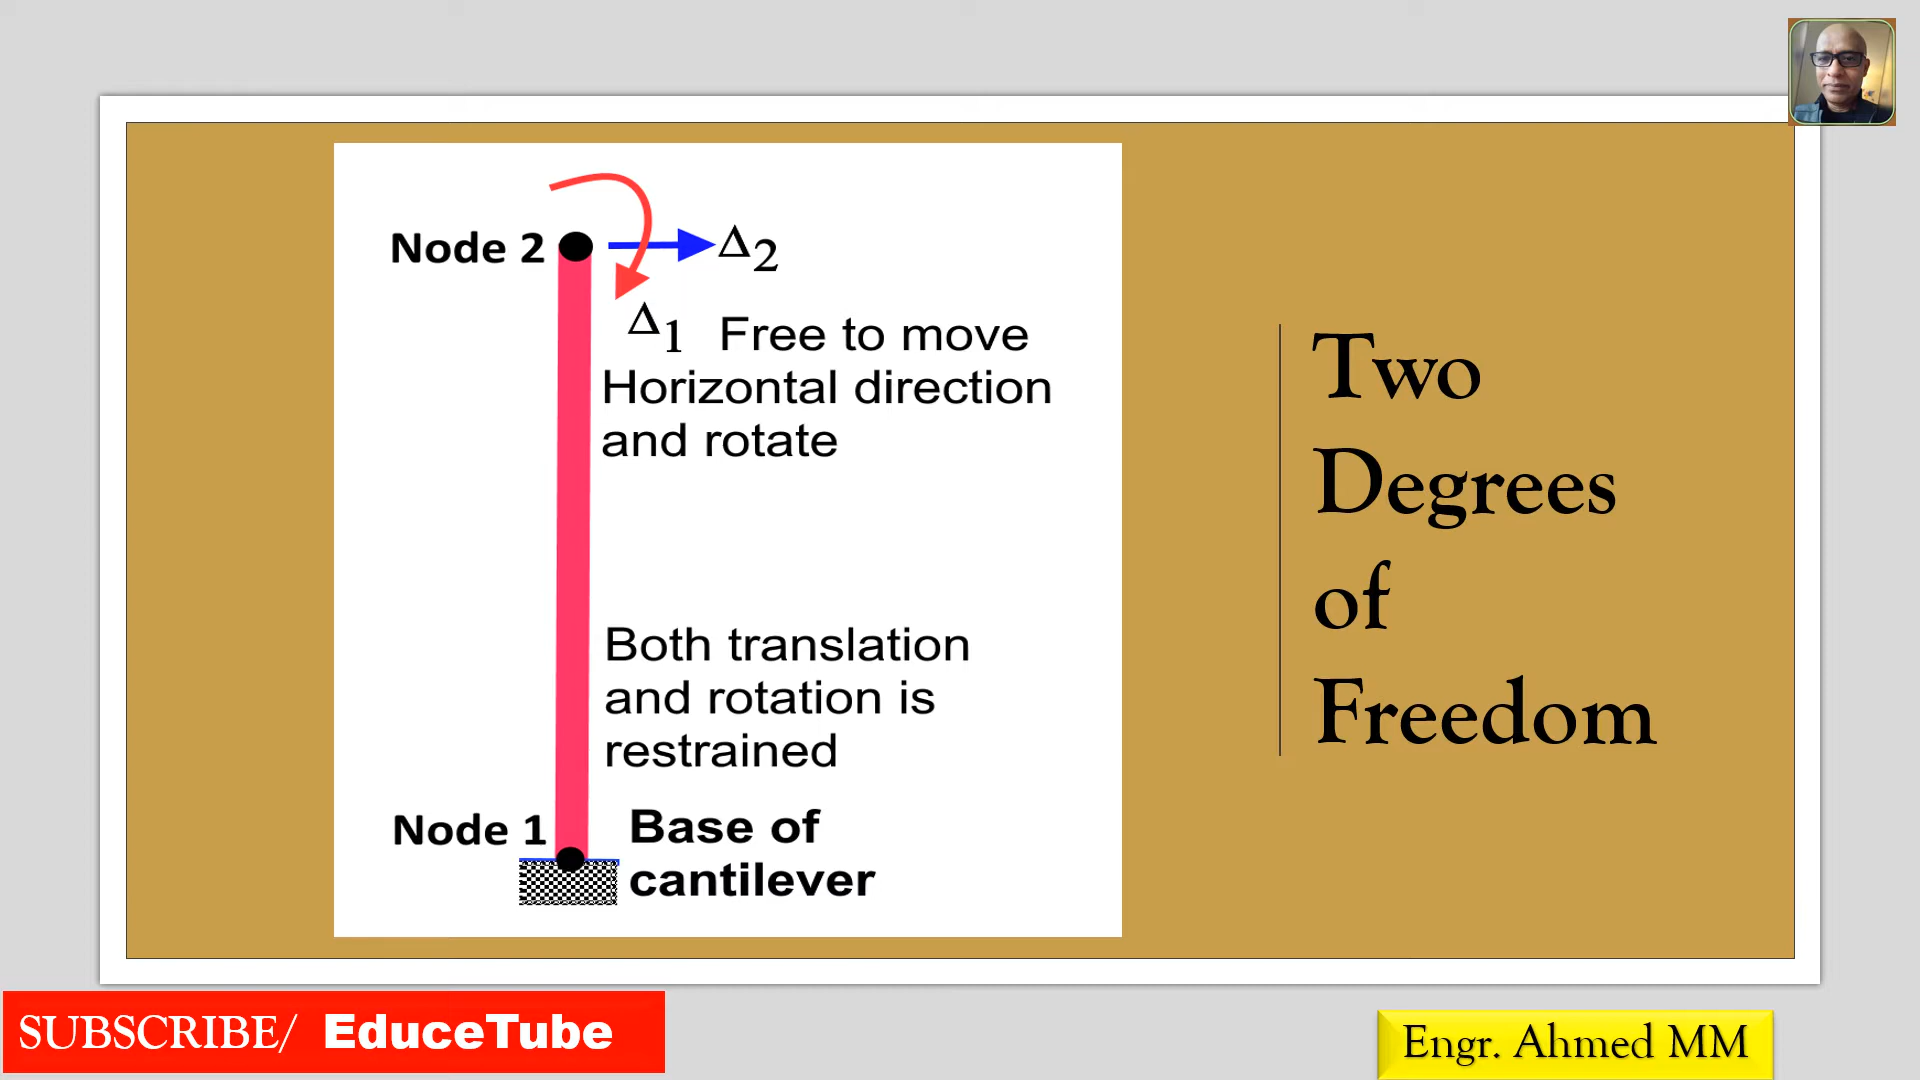 Node 2
Δ2
Δ1 Free to move
Horizontal direction
and rotate
Both translation
and rotation is
restrained
Node 1
Base of
cantilever
Two
Degrees
of
Freedom
SUBSCRIBE/ EduceTube
Engr. Ahmed MM